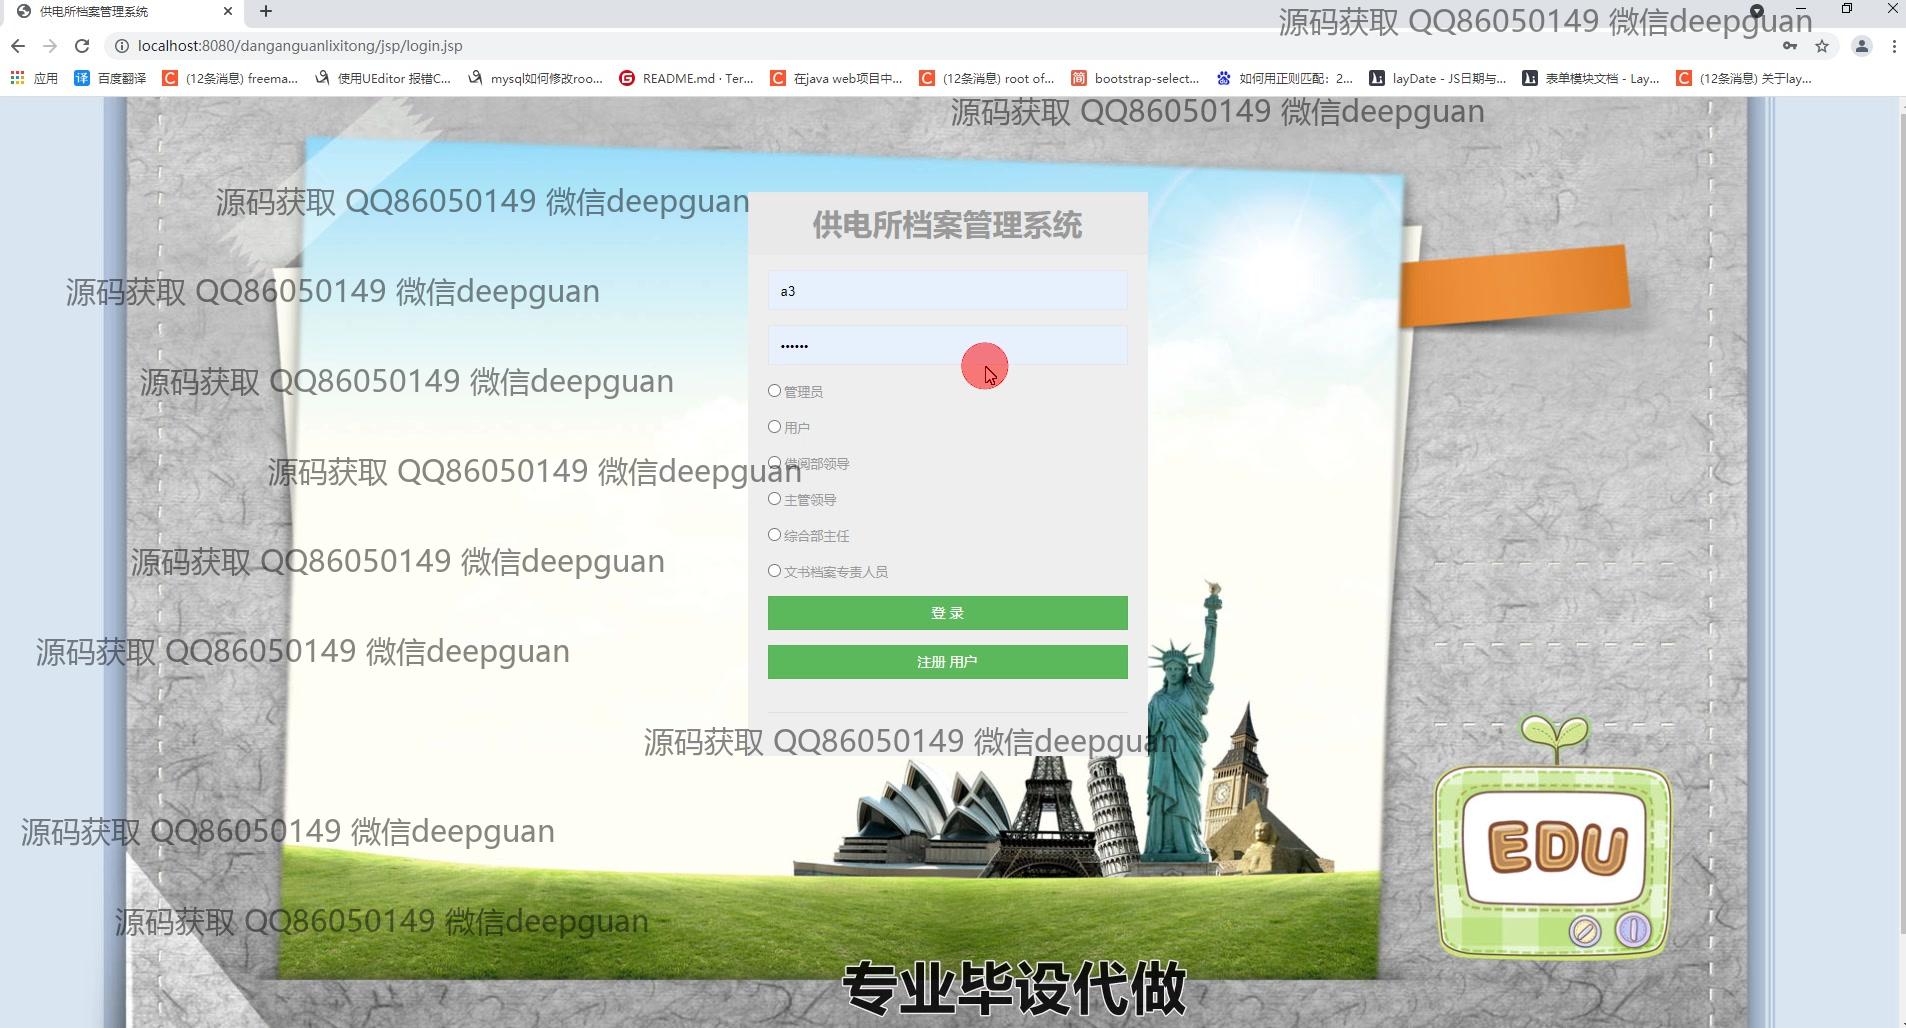 供电所档案管理系统
源码获取 QQ86050149 微信deepguan
localhost:8080/danganguanlixitong/jsp/login.jsp
应用
百度翻译
(12条消息) freema...
使用UEditor 报错C...
mysql如何修改roo...
README.md · Ter...
在java web项目中...
(12条消息) root of...
bootstrap-select...
如何用正则匹配：2...
layDate - JS日期与...
表单模块文档 - Lay...
(12条消息) 关于lay...
源码获取 QQ86050149 微信deepguan
源码获取 QQ86050149 微信deepguan
供电所档案管理系统
源码获取 QQ86050149 微信deepguan
a3
源码获取 QQ86050149 微信deepguan
管理员
用户
源码获取 QQ86050149 微信deepguan
借阅部领导
主管领导
综合部主任
源码获取 QQ86050149 微信deepguan
文书档案专责人员
登 录
源码获取 QQ86050149 微信deepguan
注册 用户
源码获取 QQ86050149 微信deepguan
源码获取 QQ86050149 微信deepguan
EDU
源码获取 QQ86050149 微信deepguan
专业毕设代做